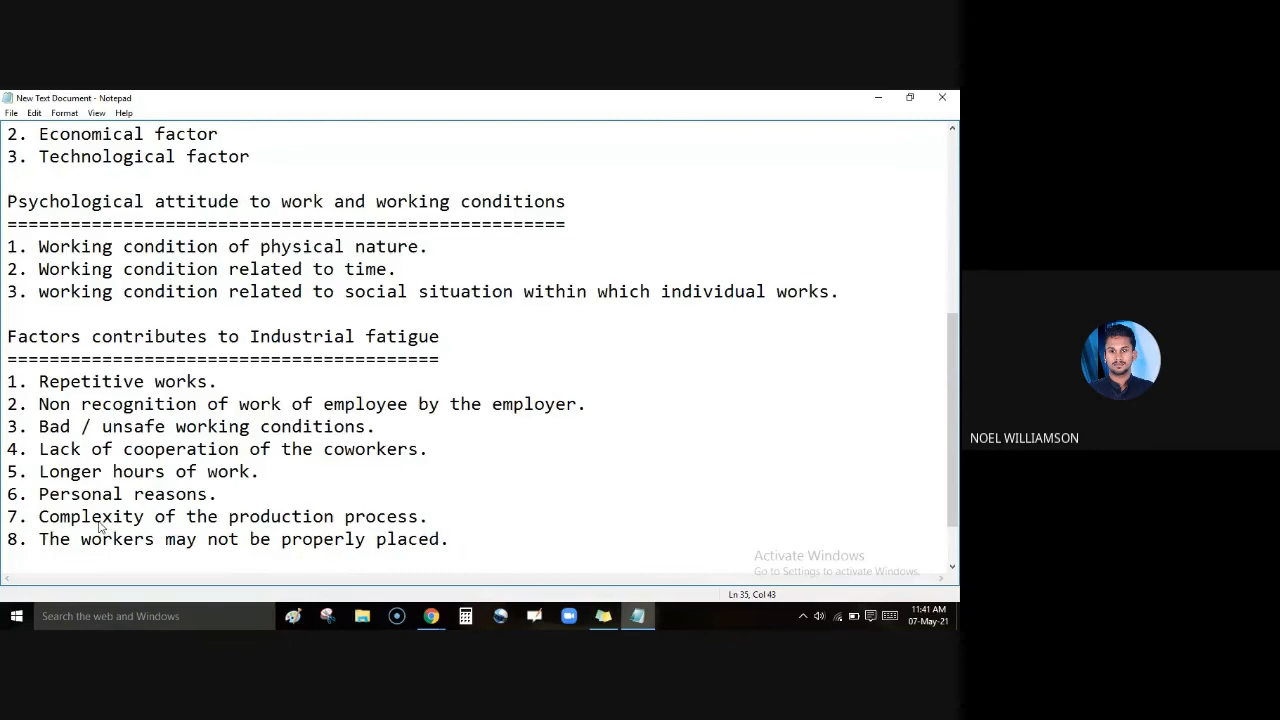 New Text Document - Notepad
File Edit Format View Help
2. Economical factor
3. Technological factor
Psychological attitude to work and working conditions
=====================================================
1. Working condition of physical nature.
2. Working condition related to time.
3. working condition related to social situation within which individual works.
Factors contributes to Industrial fatigue
=========================================
1. Repetitive works.
2. Non recognition of work of employee by the employer.
3. Bad / unsafe working conditions.
4. Lack of cooperation of the coworkers.
5. Longer hours of work.
6. Personal reasons.
7. Complexity of the production process.
8. The workers may not be properly placed.
Activate Windows
Go to Settings to activate Windows.
Ln 35, Col 43
Search the web and Windows
11:41 AM
07-May-21
NOEL WILLIAMSON